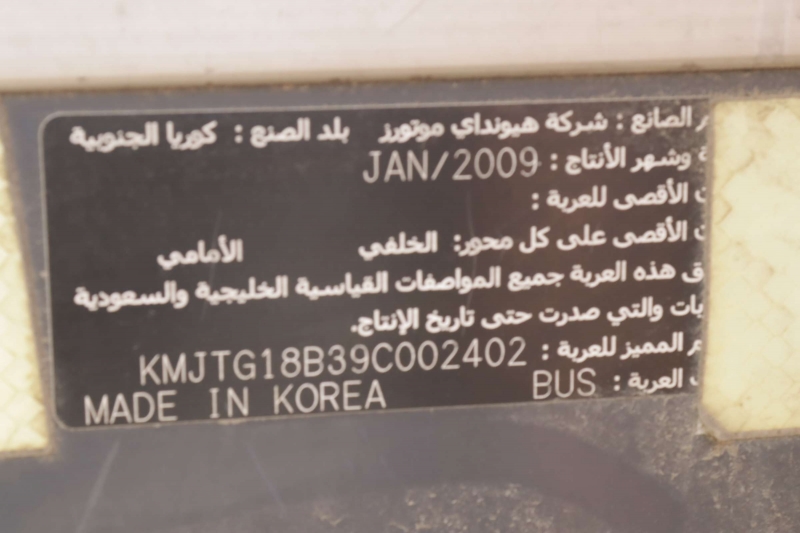 الصانع : شركة هيونداي موتورز بلد الصنع : كوريا الجنوبية
وشهر الأنتاج : JAN/2009
الأقصى للعربة :
الأقصى على كل محور: الخلفي الأمامي
هذه العربة جميع المواصفات القياسية الخليجية والسعودية
والتي صدرت حتى تاريخ الإنتاج.
المميز للعربة : KMJTG18B39C002402
العربة : BUS
MADE IN KOREA